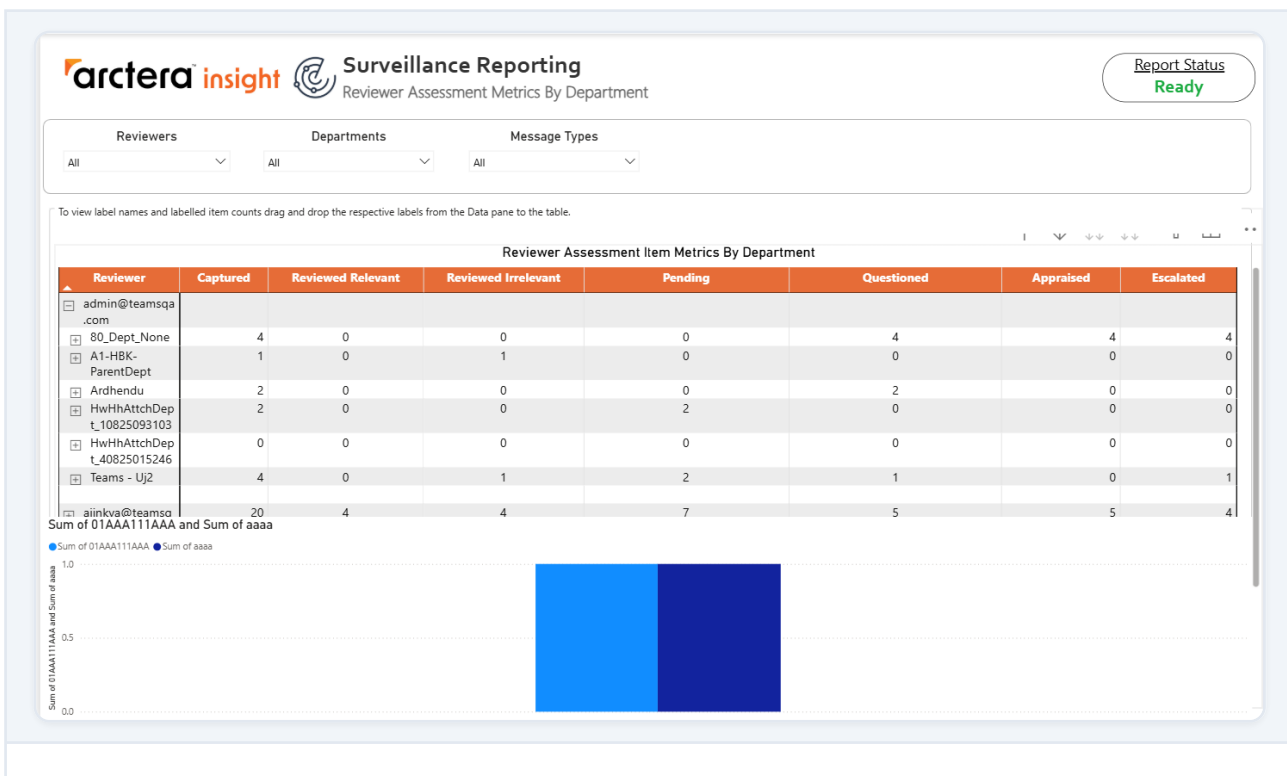 arctera insight Surveillance Reporting
Reviewer Assessment Metrics By Department
Report Status
Ready
Reviewers Departments Message Types
All All All
To view label names and labelled item counts drag and drop the respective labels from the Data pane to the table.
Reviewer Assessment Item Metrics By Department
Reviewer Captured Reviewed Relevant Reviewed Irrelevant Pending Questioned Appraised Escalated
admin@teamsqa
.com
80_Dept_None 4 0 0 0 4 4 4
A1-HBK- 1 0 1 0 0 0 0
ParentDept
Ardhendu 2 0 0 0 2 0 0
HwHhAttchDep 2 0 0 2 0 0 0
t_10825093103
HwHhAttchDep 0 0 0 0 0 0 0
t_40825015246
Teams - Uj2 4 0 1 2 1 0 1
ajinkya@teamsq 20 4 4 7 5 5 4
Sum of 01AAA111AAA and Sum of aaaa
Sum of 01AAA111AAA Sum of aaaa
Sum of 01AAA111AAA and Sum of aaaa
1.0
0.5
0.0